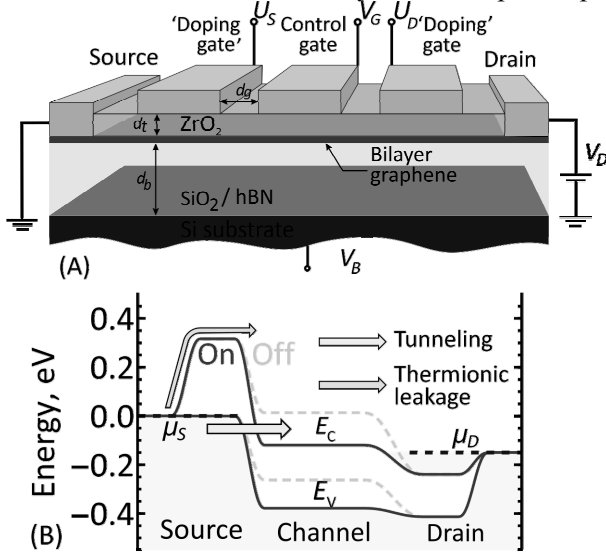 'Doping gate'
U_S
Control gate
V_G
U_D
'Doping' gate
Source
Drain
d_g
d_t
ZrO₂
Bilayer graphene
V_D
d_b
SiO₂ / hBN
Si substrate
V_B
(A)
Energy, eV
0.4
0.2
0.0
−0.2
−0.4
On
Off
Tunneling
Thermionic leakage
μ_S
E_C
μ_D
E_V
Source
Channel
Drain
(B)